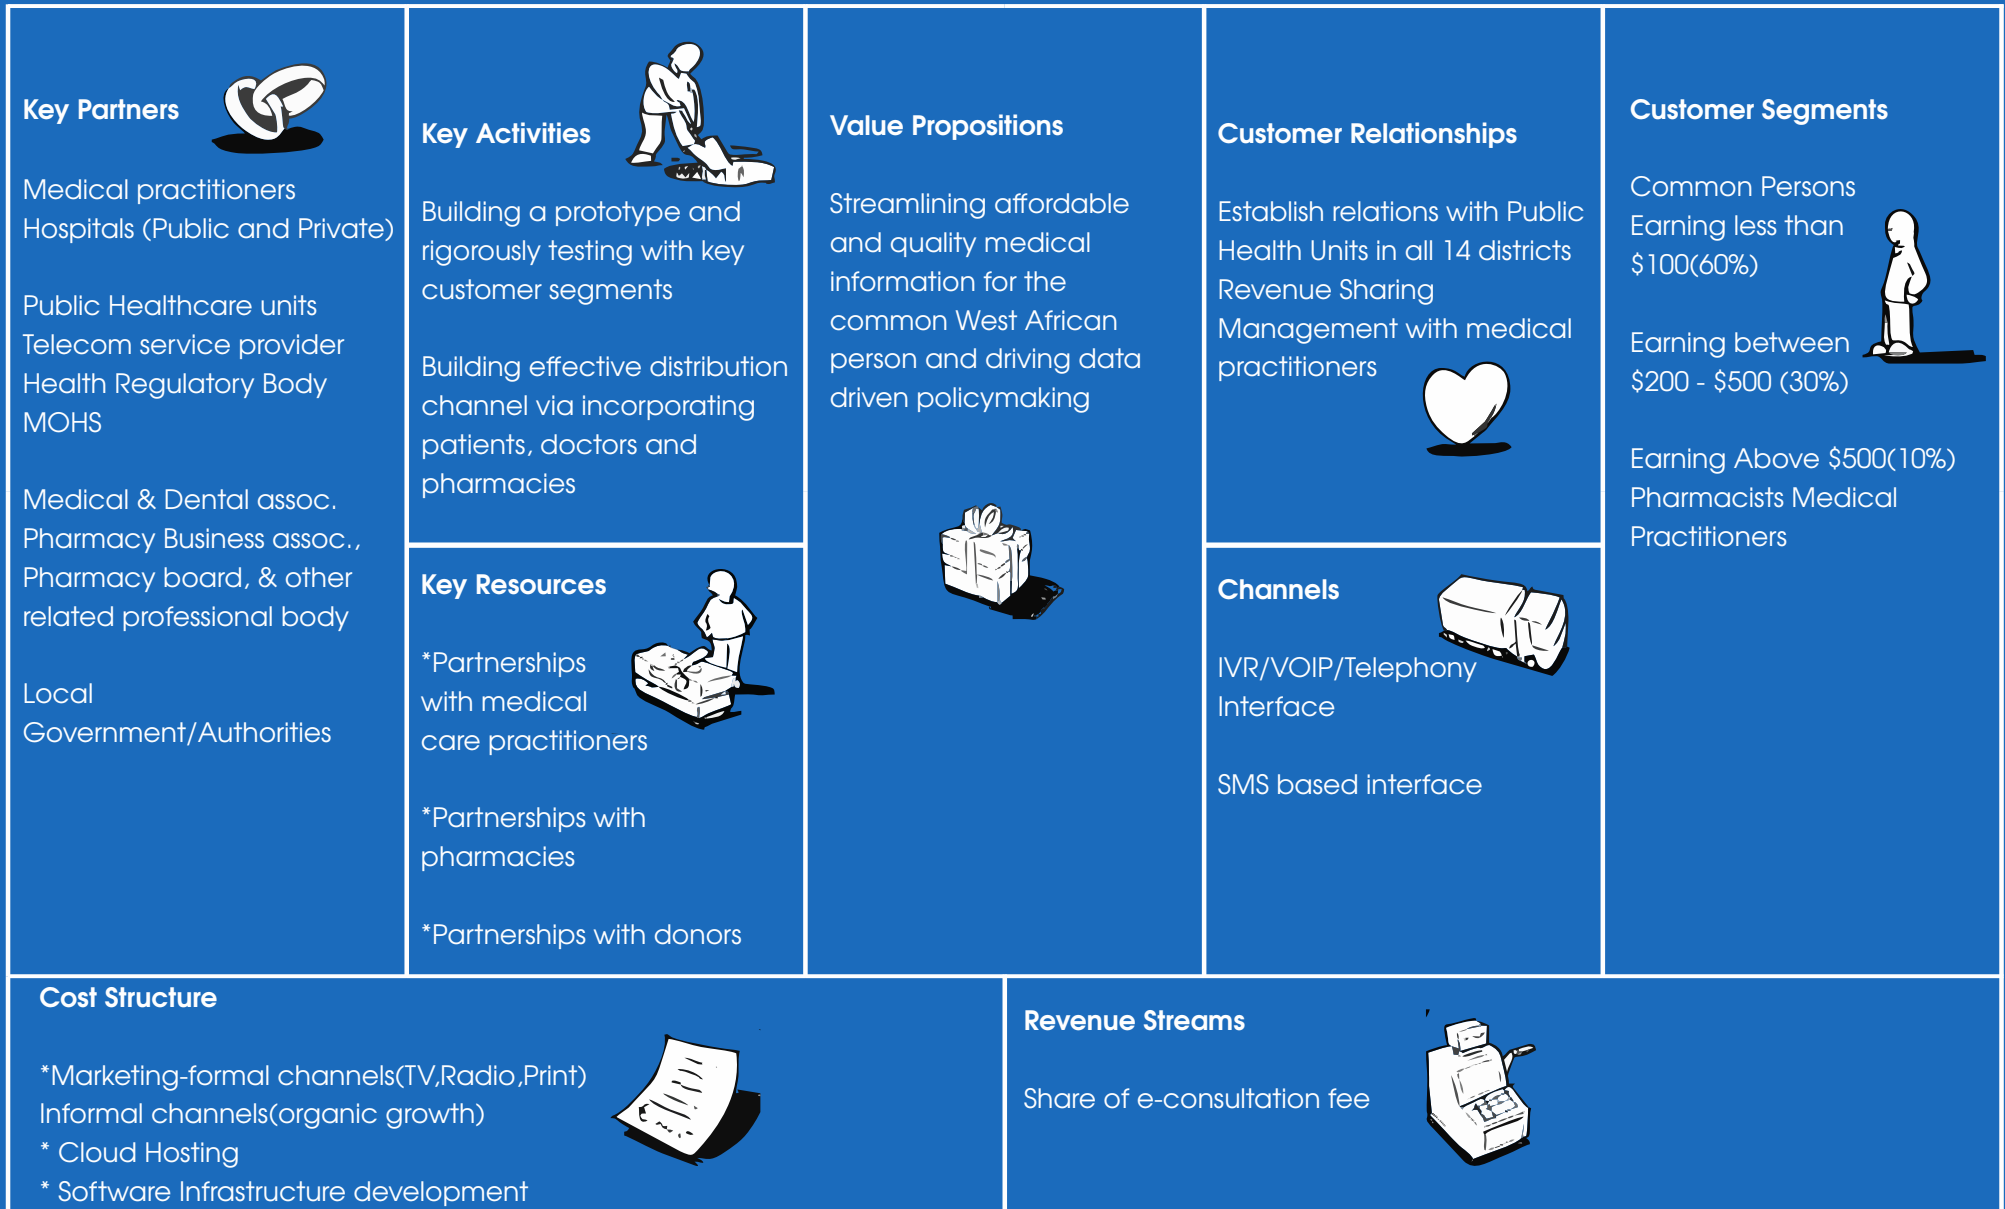 Key Partners
Medical practitioners
Hospitals (Public and Private)
Public Healthcare units
Telecom service provider
Health Regulatory Body
MOHS
Medical & Dental assoc.
Pharmacy Business assoc.,
Pharmacy board, & other
related professional body
Local
Government/Authorities
Key Activities
Building a prototype and
rigorously testing with key
customer segments
Building effective distribution
channel via incorporating
patients, doctors and
pharmacies
Key Resources
*Partnerships
with medical
care practitioners
*Partnerships with
pharmacies
*Partnerships with donors
Value Propositions
Streamlining affordable
and quality medical
information for the
common West African
person and driving data
driven policymaking
Customer Relationships
Establish relations with Public
Health Units in all 14 districts
Revenue Sharing
Management with medical
practitioners
Channels
IVR/VOIP/Telephony
Interface
SMS based interface
Customer Segments
Common Persons
Earning less than
$100(60%)
Earning between
$200 - $500 (30%)
Earning Above $500(10%)
Pharmacists Medical
Practitioners
Cost Structure
*Marketing-formal channels(TV,Radio,Print)
Informal channels(organic growth)
* Cloud Hosting
* Software Infrastructure development
Revenue Streams
Share of e-consultation fee